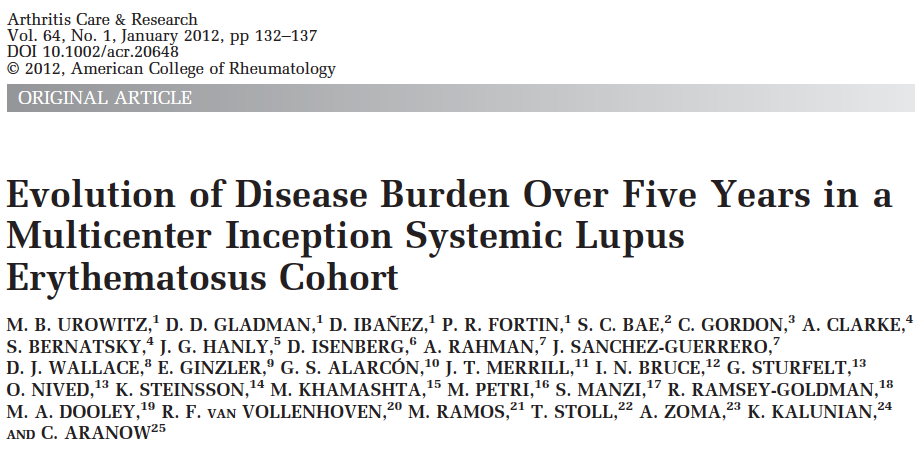 Arthritis Care & Research
Vol. 64, No. 1, January 2012, pp 132–137
DOI 10.1002/acr.20648
© 2012, American College of Rheumatology
ORIGINAL ARTICLE
Evolution of Disease Burden Over Five Years in a
Multicenter Inception Systemic Lupus
Erythematosus Cohort
M. B. UROWITZ,1 D. D. GLADMAN,1 D. IBAÑEZ,1 P. R. FORTIN,1 S. C. BAE,2 C. GORDON,3 A. CLARKE,4
S. BERNATSKY,4 J. G. HANLY,5 D. ISENBERG,6 A. RAHMAN,7 J. SANCHEZ-GUERRERO,7
D. J. WALLACE,8 E. GINZLER,9 G. S. ALARCÓN,10 J. T. MERRILL,11 I. N. BRUCE,12 G. STURFELT,13
O. NIVED,13 K. STEINSSON,14 M. KHAMASHTA,15 M. PETRI,16 S. MANZI,17 R. RAMSEY-GOLDMAN,18
M. A. DOOLEY,19 R. F. VAN VOLLENHOVEN,20 M. RAMOS,21 T. STOLL,22 A. ZOMA,23 K. KALUNIAN,24
AND C. ARANOW25